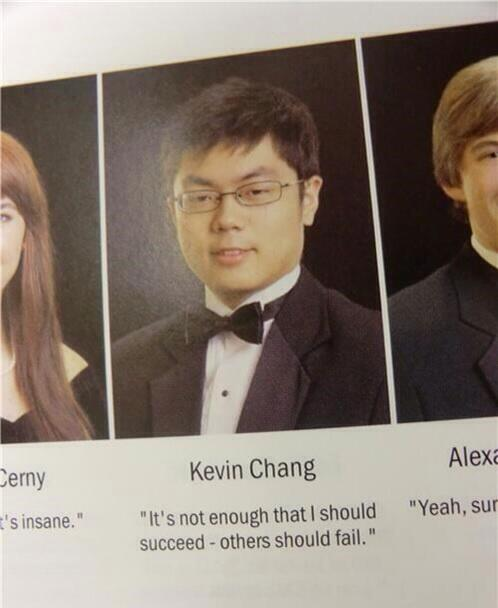 Cerny
Kevin Chang
Alexa
t's insane."
"It's not enough that I should
succeed - others should fail."
"Yeah, sur